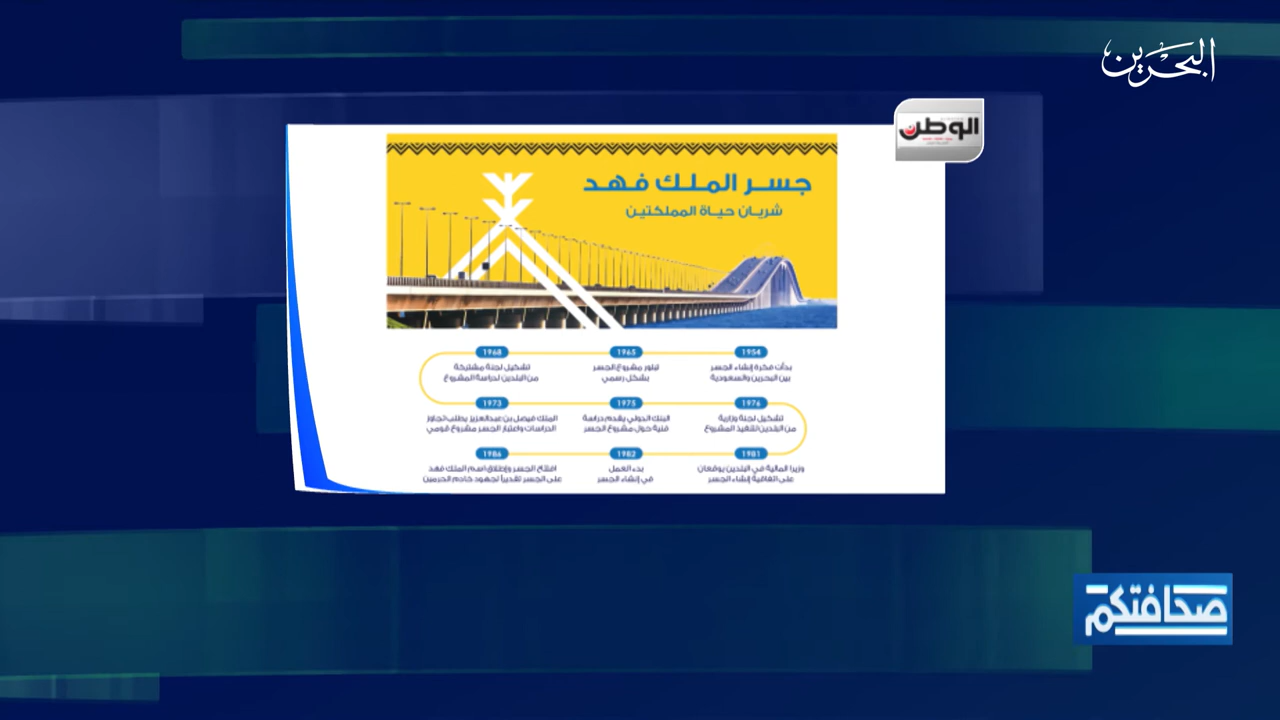 البحرين
الوطن
جسر الملك فهد
شريان حياة المملكتين
1954
بدأت فكرة إنشاء الجسر
بين البحرين والسعودية
1965
تبلور مشروع الجسر
بشكل رسمي
1968
تشكيل لجنة مشتركة
من البلدين لدراسة المشروع
1973
الملك فيصل بن عبدالعزيز يطلب تجاوز
الدراسات واعتبار الجسر مشروع قومي
1975
البنك الدولي يقدم دراسة
فنية حول مشروع الجسر
1976
تشكيل لجنة وزارية
من البلدين لتنفيذ المشروع
1981
وزيرا المالية في البلدين يوقعان
على اتفاقية إنشاء الجسر
1982
بدء العمل
في إنشاء الجسر
1986
افتتاح الجسر وإطلاق اسم الملك فهد
على الجسر تقديراً لجهود خادم الحرمين
صحافتكم